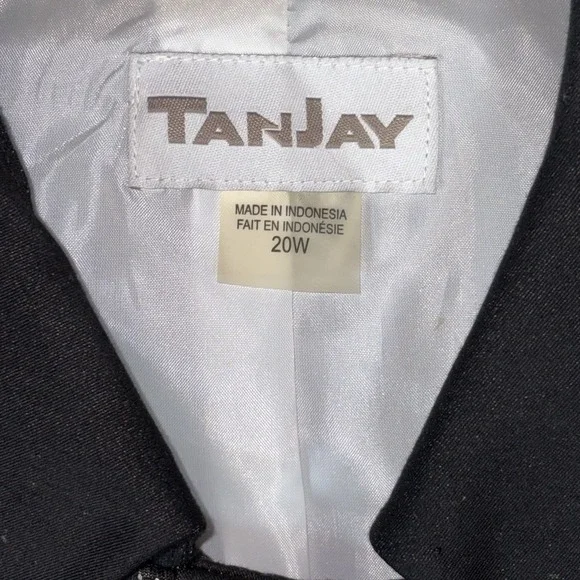 TANJAY
MADE IN INDONESIA
FAIT EN INDONÉSIE
20W